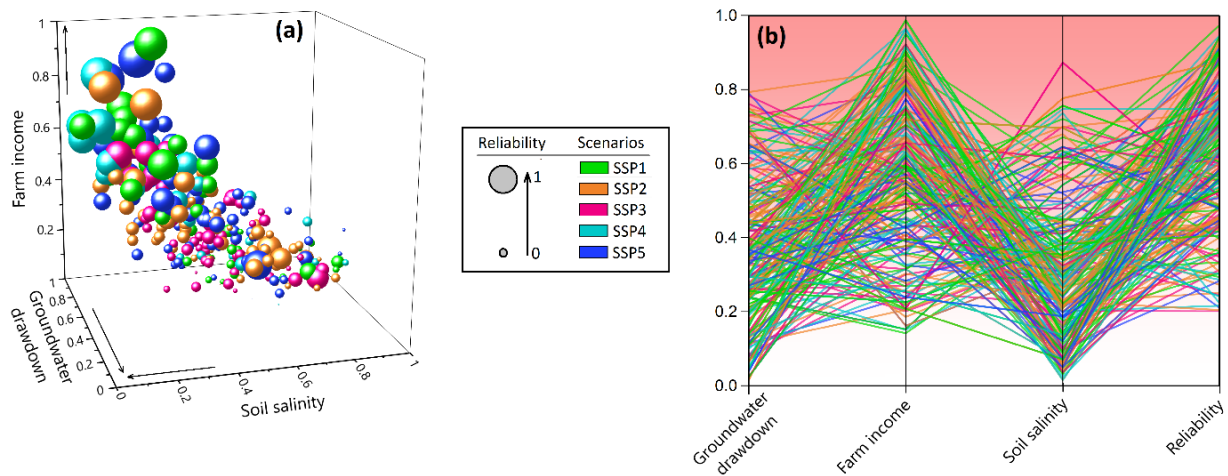 (a)
Farm income
1
0.8
0.6
0.4
0.2
1
0.8
0.6
0.4
0.2
0
Groundwater
drawdown
0
0.2
0.4
0.6
0.8
1
Soil salinity
Reliability Scenarios
1
0
SSP1
SSP2
SSP3
SSP4
SSP5
(b)
1.0
0.8
0.6
0.4
0.2
0.0
Groundwater
drawdown
Farm income
Soil salinity
Reliability